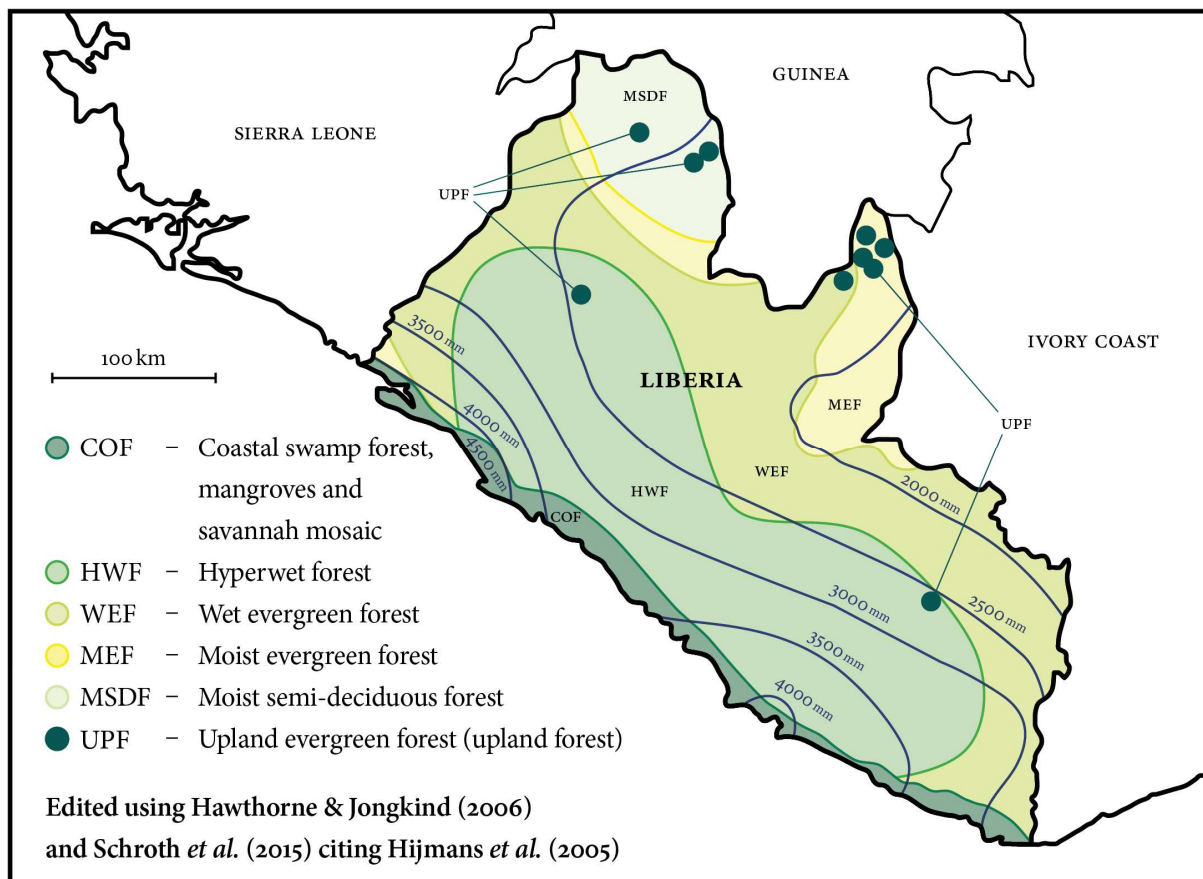 GUINEA
MSDF
SIERRA LEONE
UPF
IVORY COAST
100 km
3500 mm
LIBERIA
4000 mm
MEF
UPF
4500 mm
WEF
HWF
2000 mm
COF
3000 mm
2500 mm
3500 mm
4000 mm
COF – Coastal swamp forest,
mangroves and
savannah mosaic
HWF – Hyperwet forest
WEF – Wet evergreen forest
MEF – Moist evergreen forest
MSDF – Moist semi-deciduous forest
UPF – Upland evergreen forest (upland forest)
Edited using Hawthorne & Jongkind (2006)
and Schroth et al. (2015) citing Hijmans et al. (2005)